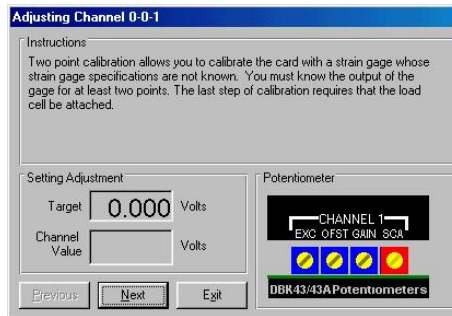 Adjusting Channel 0-0-1
Instructions
Two point calibration allows you to calibrate the card with a strain gage whose
strain gage specifications are not known. You must know the output of the
gage for at least two points. The last step of calibration requires that the load
cell be attached.
Setting Adjustment
Target 0.000 Volts
Channel
Value Volts
Previous Next Exit
Potentiometer
CHANNEL 1
EXC OFST GAIN SCA
DBK43/43A Potentiometers